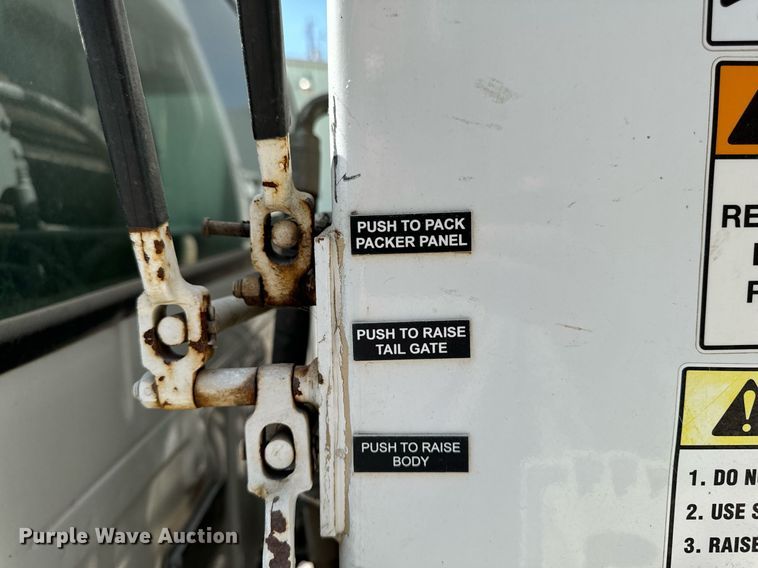 PUSH TO PACK
PACKER PANEL
PUSH TO RAISE
TAIL GATE
PUSH TO RAISE
BODY
RE
1. DO N
2. USE S
3. RAISE
Purple Wave Auction